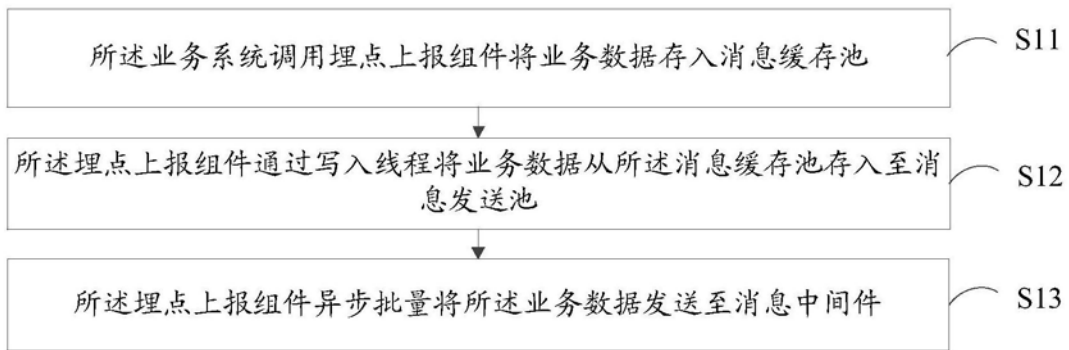 所述业务系统调用埋点上报组件将业务数据存入消息缓存池
S11
所述埋点上报组件通过写入线程将业务数据从所述消息缓存池存入至消
息发送池
S12
所述埋点上报组件异步批量将所述业务数据发送至消息中间件
S13